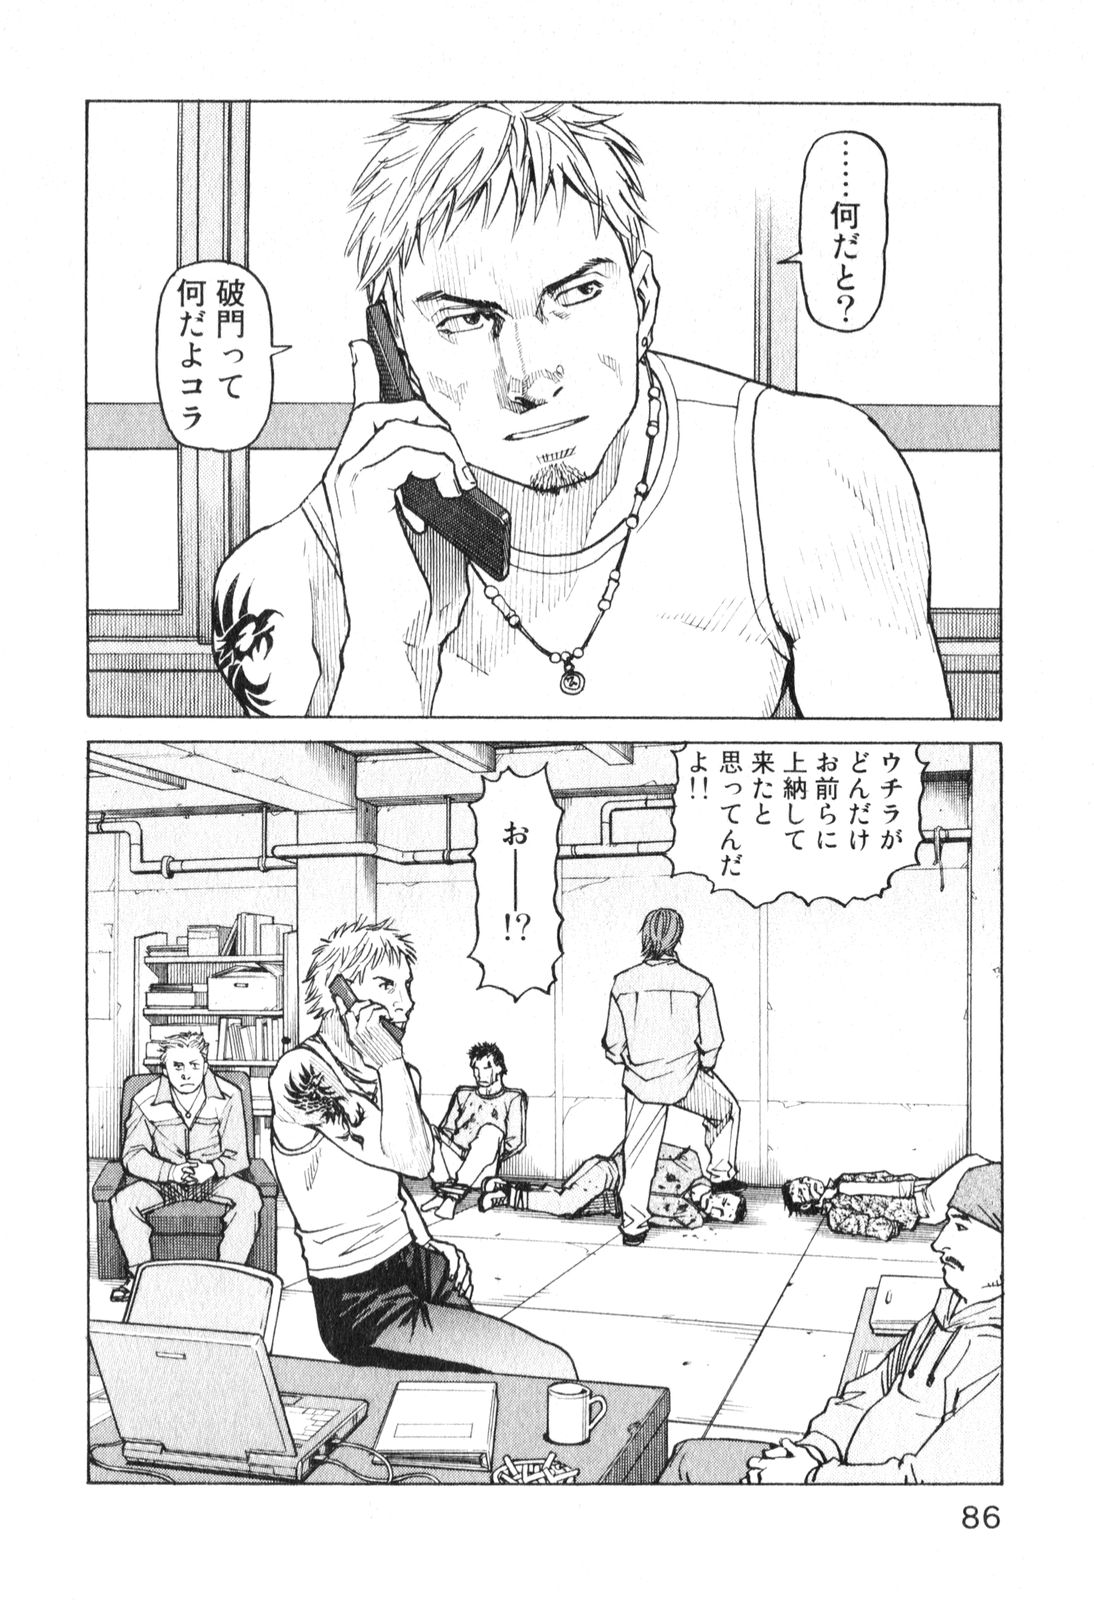 ……何だと?
破門って
何だよコラ
ウチラが
どんだけ
お前らに
上納して
来たと
思ってんだ
よ!!
お——!?
86